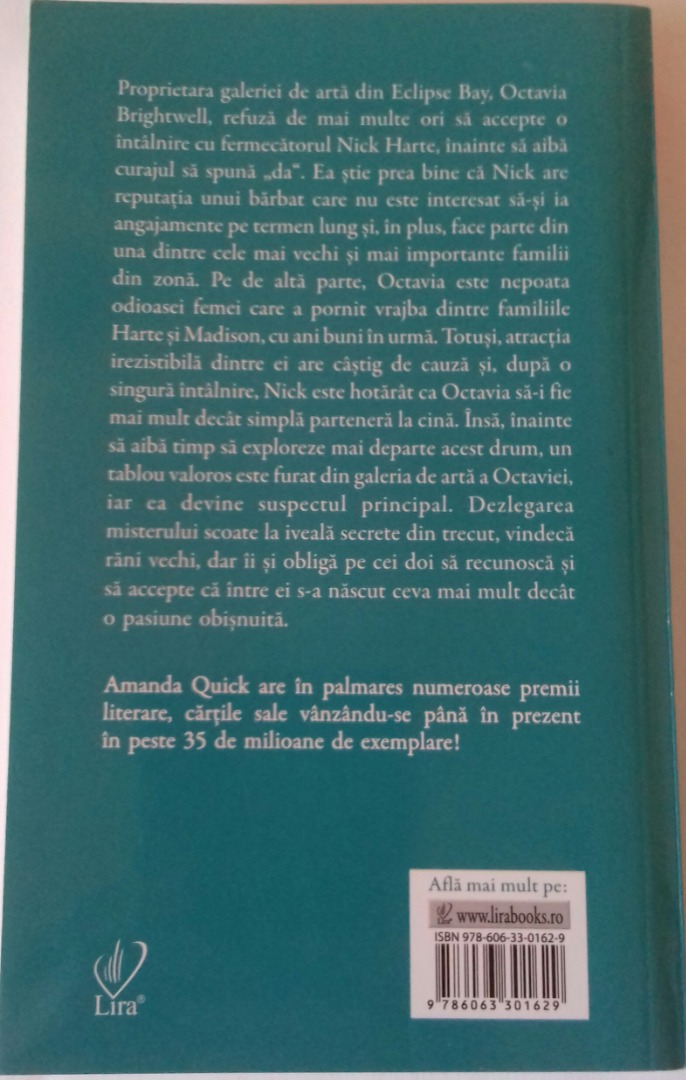 Proprietara galeriei de artă din Eclipse Bay, Octavia
Brightwell, refuză de mai multe ori să accepte o
întâlnire cu fermecătorul Nick Harte, înainte să aibă
curajul să spună „da“. Ea știe prea bine că Nick are
reputația unui bărbat care nu este interesat să-și ia
angajamente pe termen lung și, în plus, face parte din
una dintre cele mai vechi și mai importante familii
din zonă. Pe de altă parte, Octavia este nepoata
odioasei femei care a pornit vrajba dintre familiile
Harte și Madison, cu ani buni în urmă. Totuși, atracția
irezistibilă dintre ei are câștig de cauză și, după o
singură întâlnire, Nick este hotărât ca Octavia să-i fie
mai mult decât simplă parteneră la cină. Însă, înainte
să aibă timp să exploreze mai departe acest drum, un
tablou valoros este furat din galeria de artă a Octaviei,
iar ea devine suspectul principal. Dezlegarea
misterului scoate la iveală secrete din trecut, vindecă
răni vechi, dar îi și obligă pe cei doi să recunoscă și
să accepte că între ei s-a născut ceva mai mult decât
o pasiune obișnuită.
Amanda Quick are în palmares numeroase premii
literare, cărțile sale vânzându-se până în prezent
în peste 35 de milioane de exemplare!
Află mai mult pe:
www.lirabooks.ro
ISBN 978-606-33-0162-9
9 786063 301629
Lira®